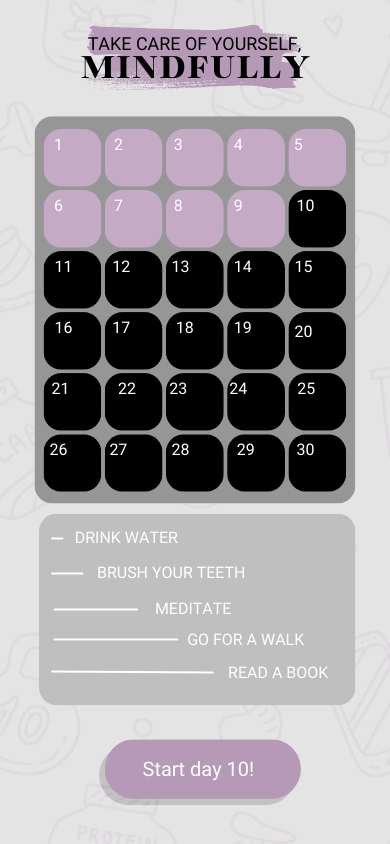 TAKE CARE OF YOURSELF,
MINDFULLY
1 2 3 4 5
6 7 8 9 10
11 12 13 14 15
16 17 18 19 20
21 22 23 24 25
26 27 28 29 30
DRINK WATER
BRUSH YOUR TEETH
MEDITATE
GO FOR A WALK
READ A BOOK
10
Start day 10!
PROTEIN